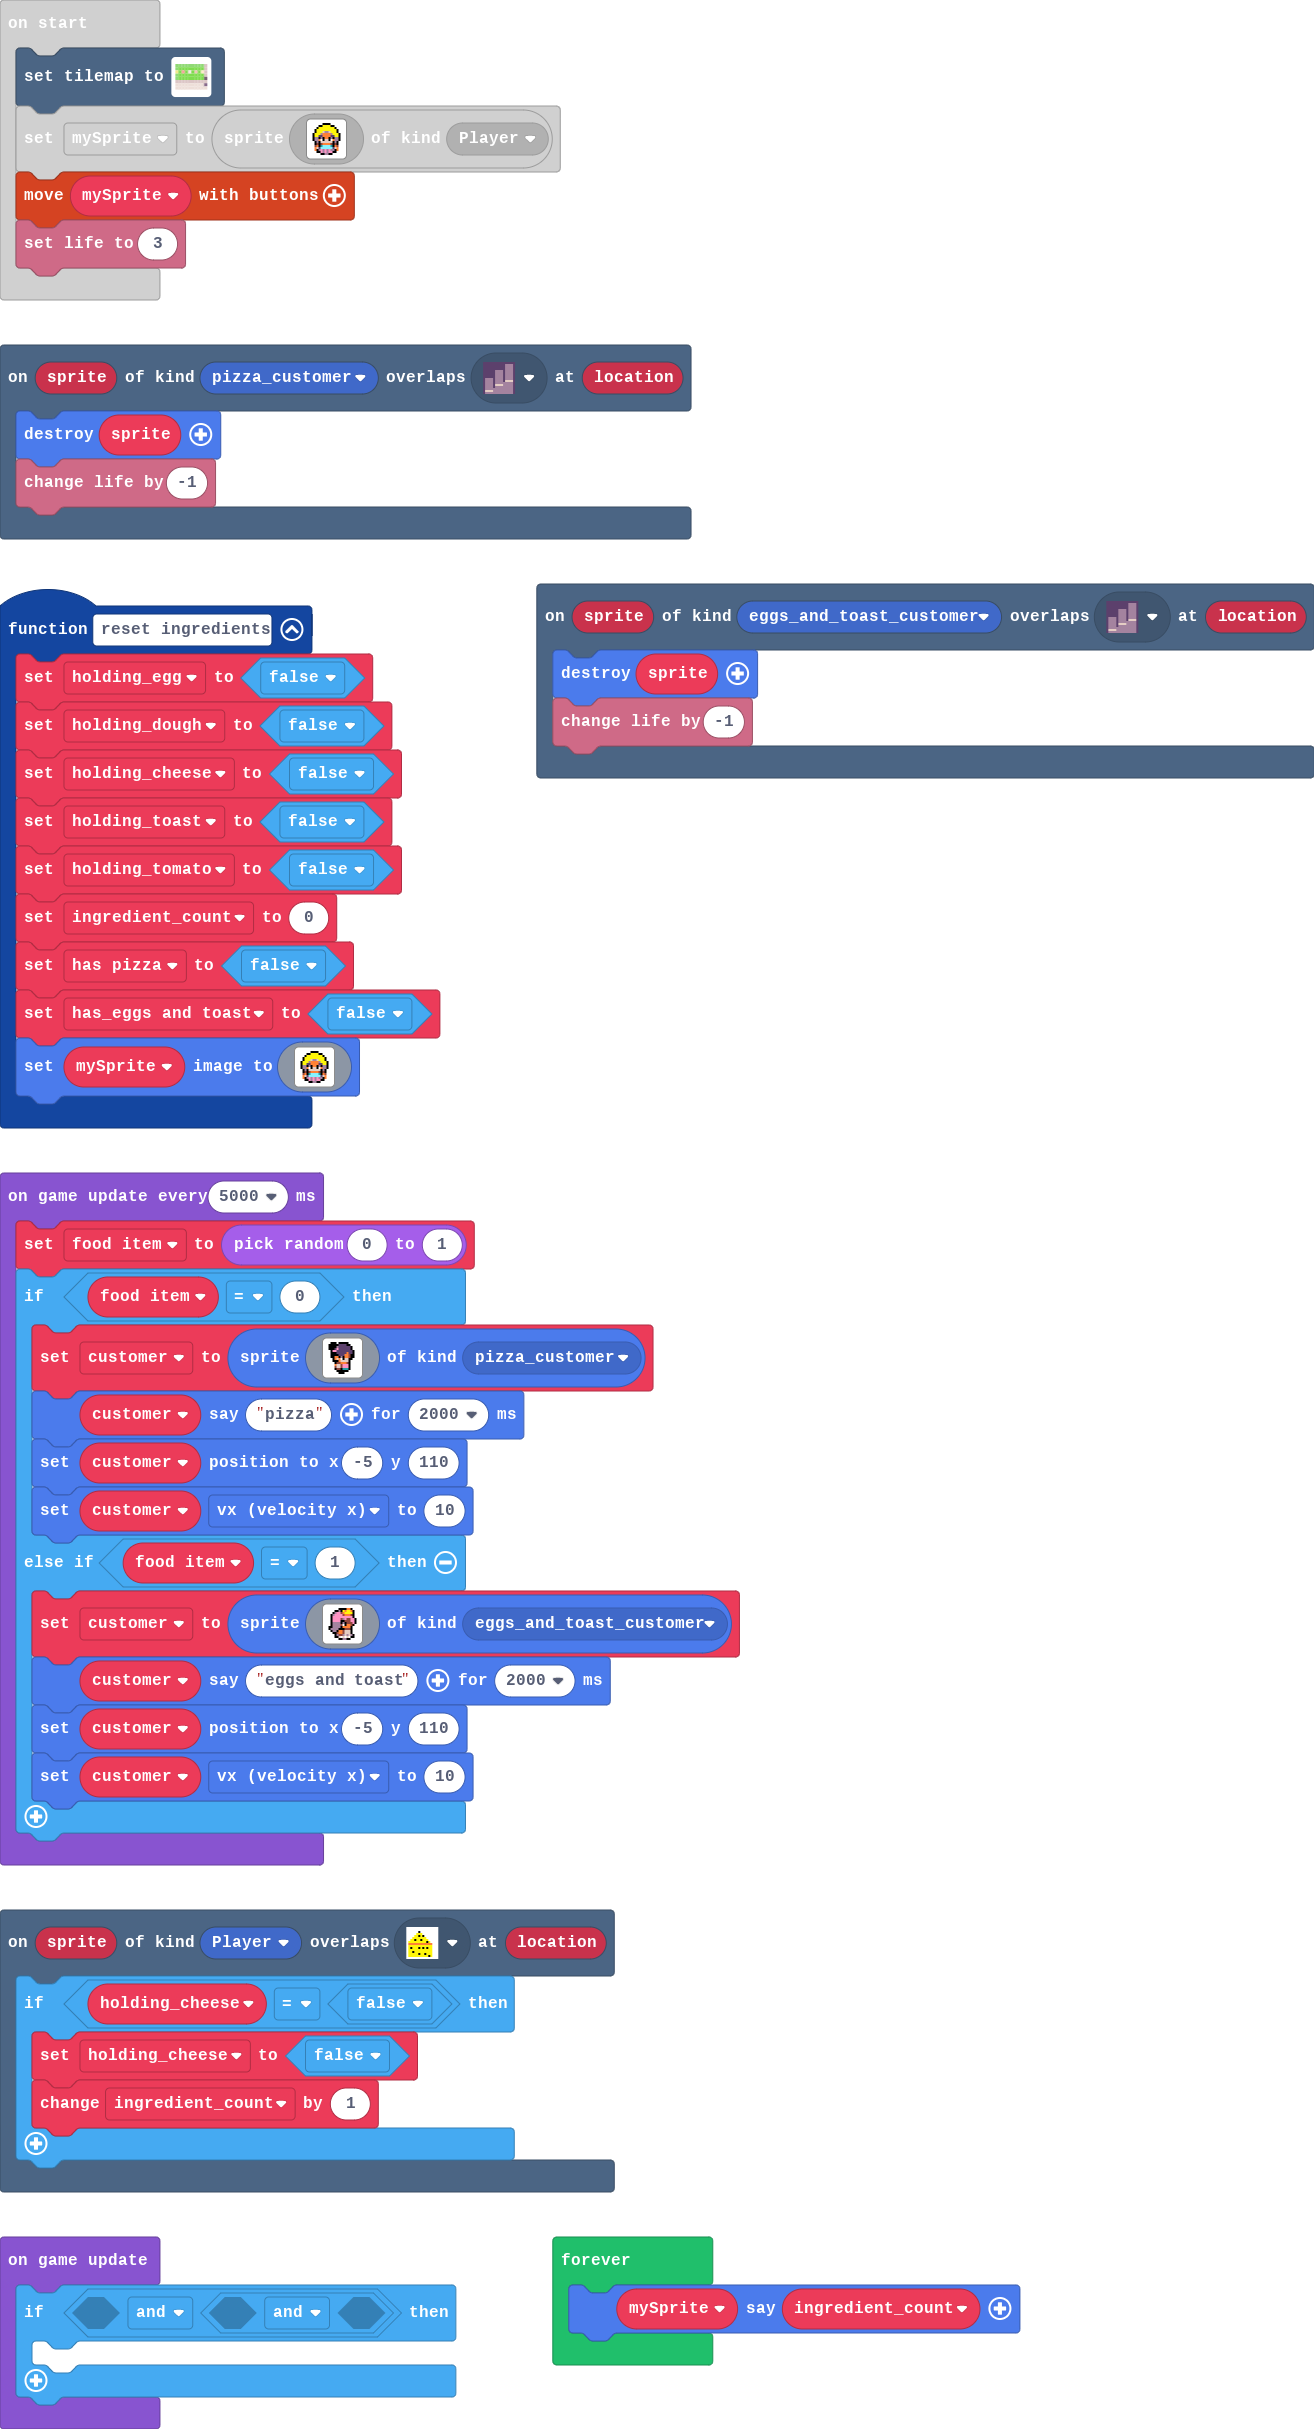 on start
set tilemap to
set mySprite to sprite of kind Player
move mySprite with buttons
set life to 3
on sprite of kind pizza_customer overlaps at location
destroy sprite
change life by -1
function reset ingredients
set holding_egg to false
set holding_dough to false
set holding_cheese to false
set holding_toast to false
set holding_tomato to false
set ingredient_count to 0
set has pizza to false
set has_eggs and toast to false
set mySprite image to
on sprite of kind eggs_and_toast_customer overlaps at location
destroy sprite
change life by -1
on game update every 5000 ms
set food item to pick random 0 to 1
if food item = 0 then
set customer to sprite of kind pizza_customer
customer say "pizza" for 2000 ms
set customer position to x -5 y 110
set customer vx (velocity x) to 10
else if food item = 1 then
set customer to sprite of kind eggs_and_toast_customer
customer say "eggs and toast" for 2000 ms
set customer position to x -5 y 110
set customer vx (velocity x) to 10
on sprite of kind Player overlaps at location
if holding_cheese = false then
set holding_cheese to false
change ingredient_count by 1
on game update
if and and then
forever
mySprite say ingredient_count